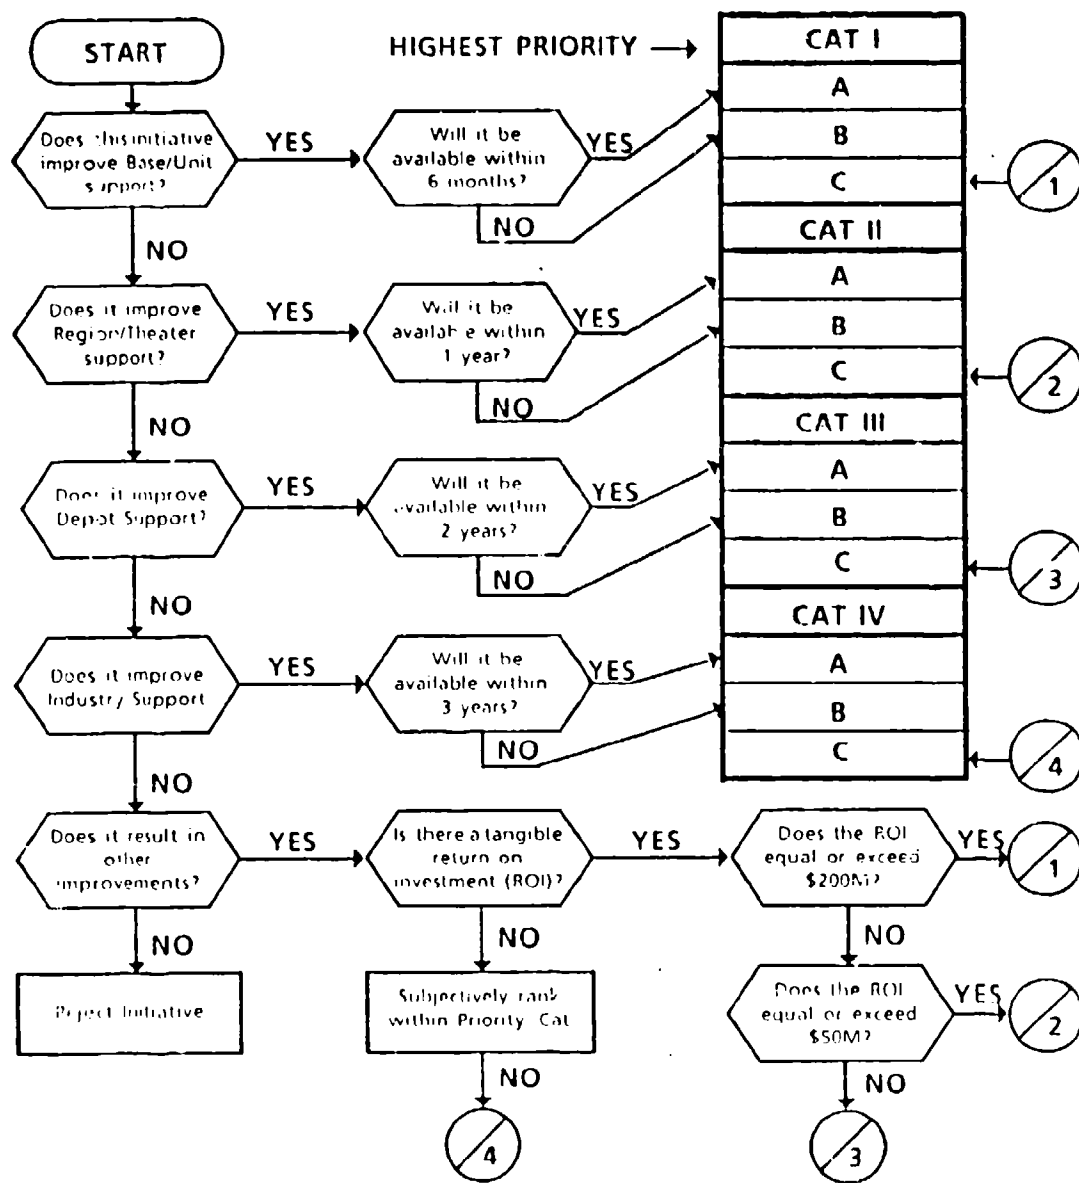 START
HIGHEST PRIORITY
CAT I
A
B
C
1
Does this initiative
improve Base/Unit
support?
YES
Will it be
available within
6 months?
YES
NO
NO
CAT II
A
B
C
2
Does it improve
Region/Theater
support?
YES
Will it be
available within
1 year?
YES
NO
NO
CAT III
A
B
C
3
Does it improve
Depot Support?
YES
Will it be
available within
2 years?
YES
NO
NO
CAT IV
A
B
C
4
Does it improve
Industry Support
YES
Will it be
available within
3 years?
YES
NO
NO
Does it result in
other
improvements?
YES
Is there a tangible
return on
investment (ROI)?
YES
Does the ROI
equal or exceed
$200M?
YES
1
NO
NO
NO
Reject Initiative
Subjectively rank
within Priority Cat
Does the ROI
equal or exceed
$50M?
YES
2
NO
NO
4
3